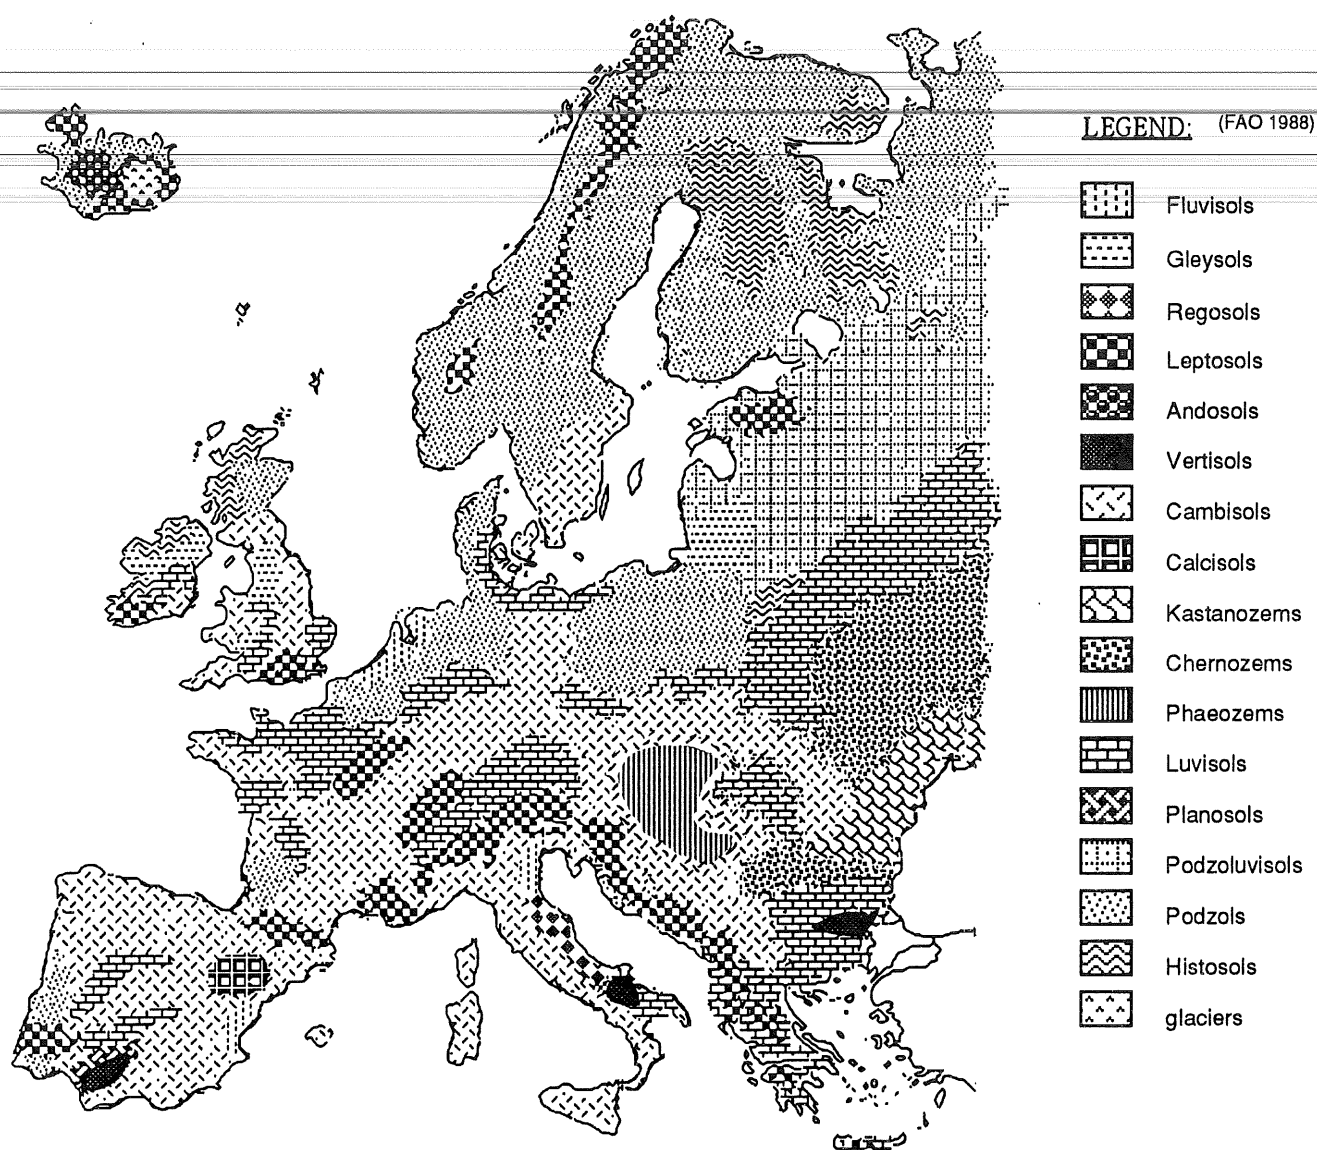 LEGEND: (FAO 1988)
Fluvisols
Gleysols
Regosols
Leptosols
Andosols
Vertisols
Cambisols
Calcisols
Kastanozems
Chernozems
Phaeozems
Luvisols
Planosols
Podzoluvisols
Podzols
Histosols
glaciers